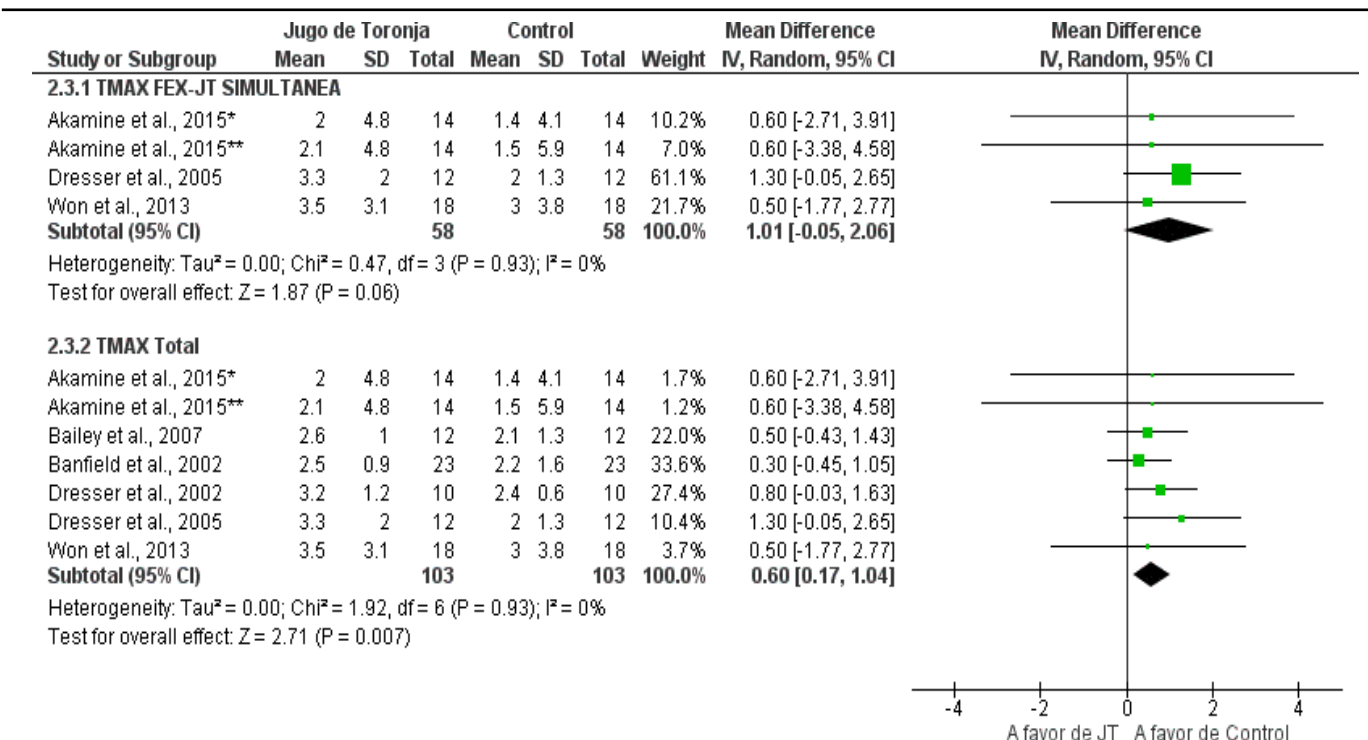 Jugo de Toronja Control Mean Difference Mean Difference
Study or Subgroup Mean SD Total Mean SD Total Weight IV, Random, 95% CI IV, Random, 95% CI
2.3.1 TMAX FEX-JT SIMULTANEA
Akamine et al., 2015* 2 4.8 14 1.4 4.1 14 10.2% 0.60 [-2.71, 3.91]
Akamine et al., 2015** 2.1 4.8 14 1.5 5.9 14 7.0% 0.60 [-3.38, 4.58]
Dresser et al., 2005 3.3 2 12 2 1.3 12 61.1% 1.30 [-0.05, 2.65]
Won et al., 2013 3.5 3.1 18 3 3.8 18 21.7% 0.50 [-1.77, 2.77]
Subtotal (95% CI) 58 58 100.0% 1.01 [-0.05, 2.06]
Heterogeneity: Tau² = 0.00; Chi² = 0.47, df = 3 (P = 0.93); I² = 0%
Test for overall effect: Z = 1.87 (P = 0.06)
2.3.2 TMAX Total
Akamine et al., 2015* 2 4.8 14 1.4 4.1 14 1.7% 0.60 [-2.71, 3.91]
Akamine et al., 2015** 2.1 4.8 14 1.5 5.9 14 1.2% 0.60 [-3.38, 4.58]
Bailey et al., 2007 2.6 1 12 2.1 1.3 12 22.0% 0.50 [-0.43, 1.43]
Banfield et al., 2002 2.5 0.9 23 2.2 1.6 23 33.6% 0.30 [-0.45, 1.05]
Dresser et al., 2002 3.2 1.2 10 2.4 0.6 10 27.4% 0.80 [-0.03, 1.63]
Dresser et al., 2005 3.3 2 12 2 1.3 12 10.4% 1.30 [-0.05, 2.65]
Won et al., 2013 3.5 3.1 18 3 3.8 18 3.7% 0.50 [-1.77, 2.77]
Subtotal (95% CI) 103 103 100.0% 0.60 [0.17, 1.04]
Heterogeneity: Tau² = 0.00; Chi² = 1.92, df = 6 (P = 0.93); I² = 0%
Test for overall effect: Z = 2.71 (P = 0.007)
-4 -2 0 2 4
A favor de JT A favor de Control